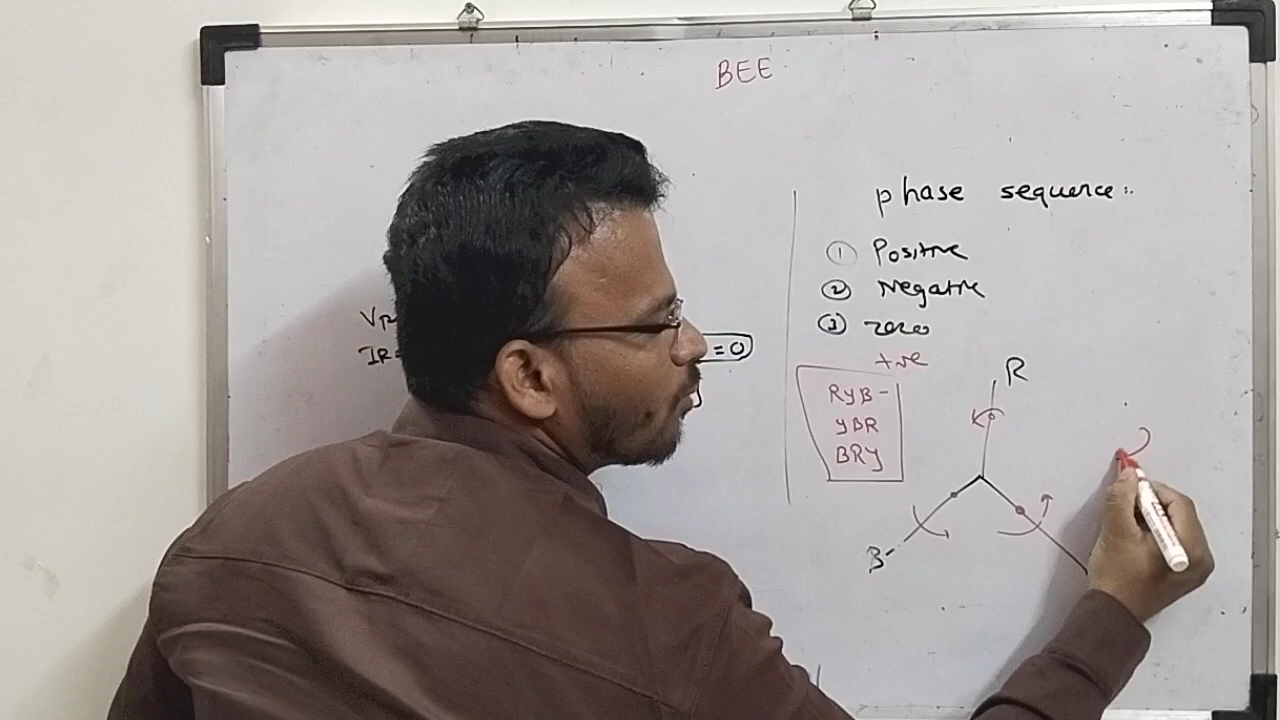 BEE
phase sequence:
① Positive
② Negative
③ zero
+ve
RYB -
YBR
BRY
R
B
= 0